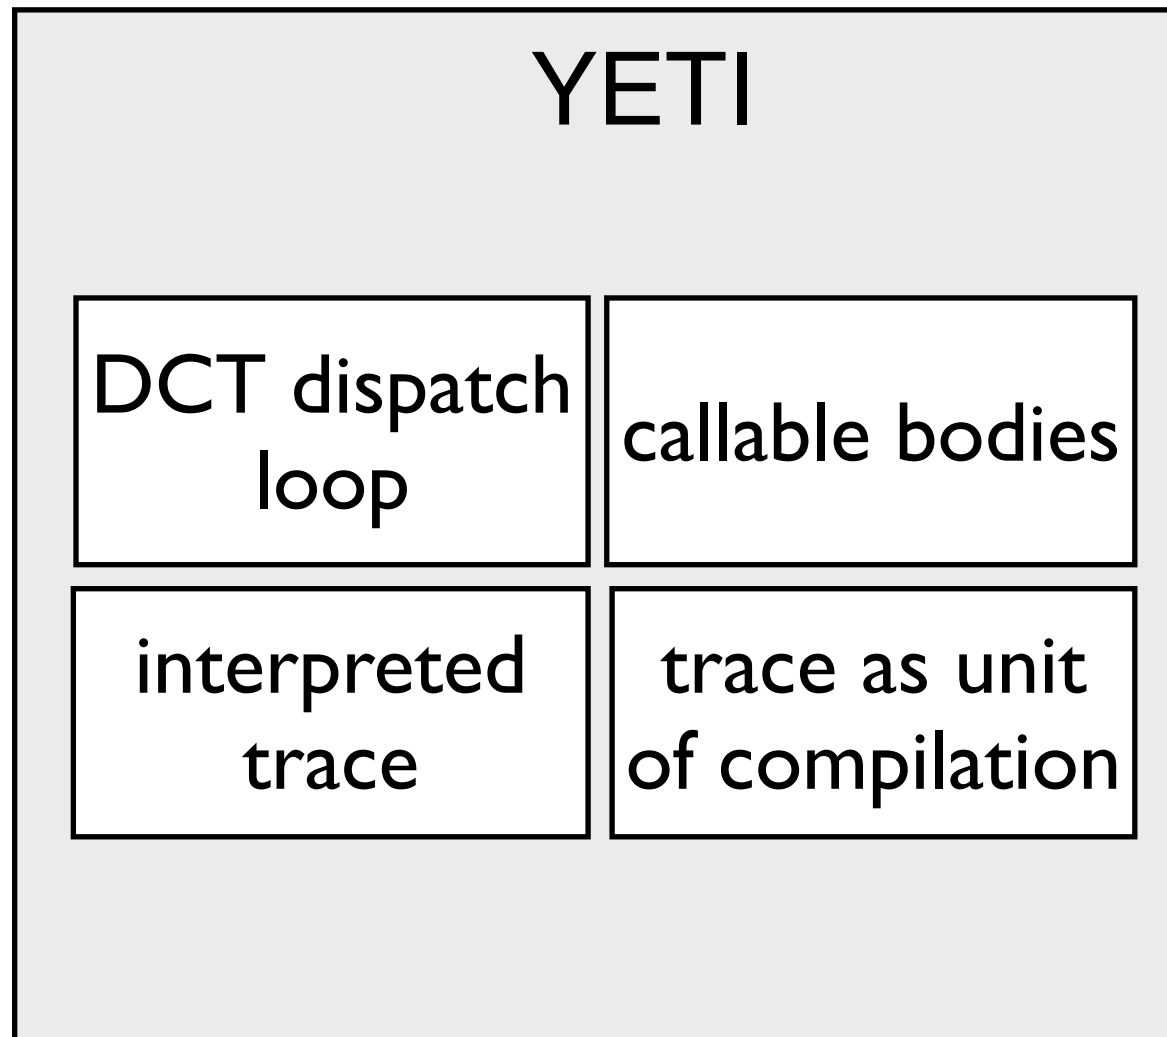 YETI
DCT dispatch
loop
callable bodies
interpreted
trace
trace as unit
of compilation